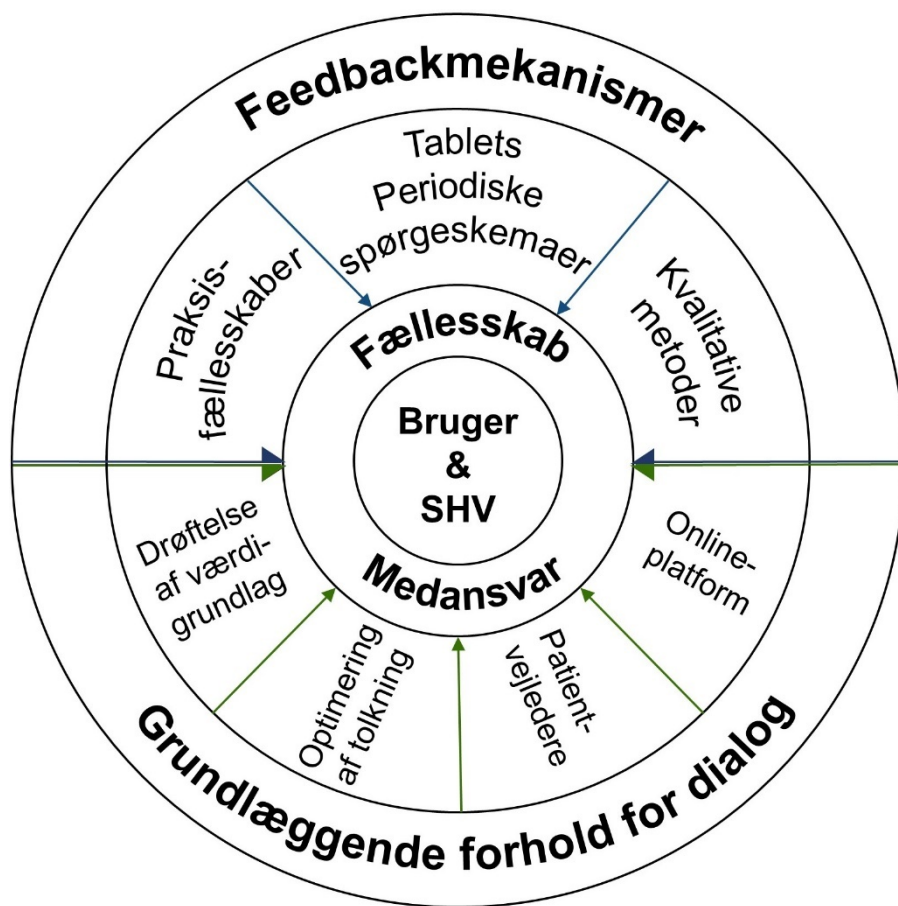 Feedbackmekanismer
Tablets
Periodiske
spørgeskemaer
Praksis-
fællesskaber
Kvalitative
metoder
Fællesskab
Bruger
&
SHV
Medansvar
Drøftelse
af værdi-
grundlag
Optimering
af tolkning
Patient-
vejledere
Online-
platform
Grundlæggende forhold for dialog